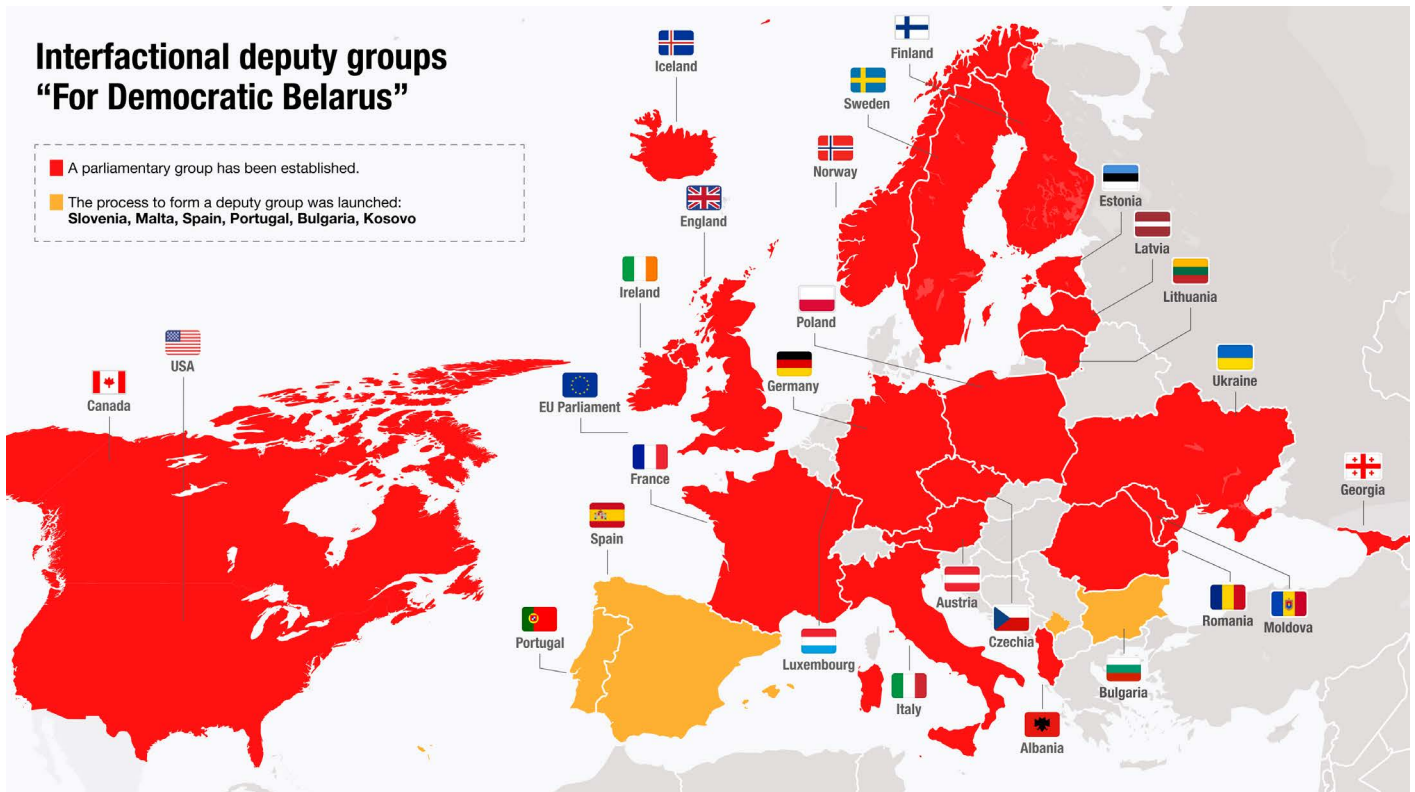 Interfactional deputy groups
“For Democratic Belarus”
A parliamentary group has been established.
The process to form a deputy group was launched:
Slovenia, Malta, Spain, Portugal, Bulgaria, Kosovo
Iceland
Finland
Sweden
Norway
England
Estonia
Latvia
Ireland
Lithuania
Poland
USA
Germany
Ukraine
Canada
EU Parliament
France
Georgia
Spain
Austria
Romania
Moldova
Portugal
Czechia
Luxembourg
Bulgaria
Italy
Albania